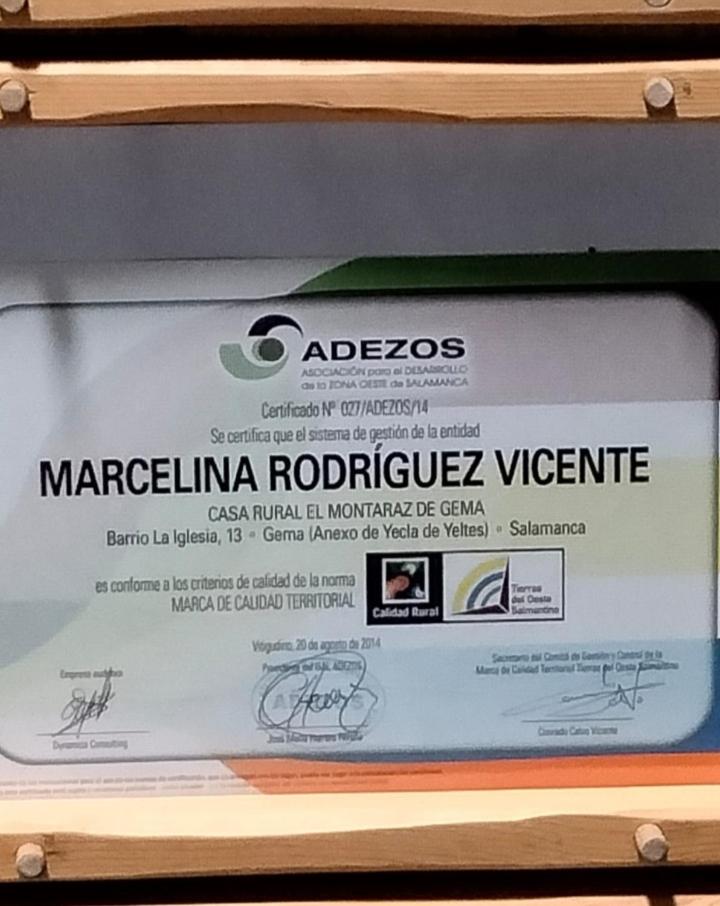 ADEZOS
ASOCIACIÓN para el DESARROLLO
de la ZONA OESTE de SALAMANCA
Certificado Nº 027/ADEZOS/14
Se certifica que el sistema de gestión de la entidad
MARCELINA RODRÍGUEZ VICENTE
CASA RURAL EL MONTARAZ DE GEMA
Barrio La Iglesia, 13 • Gema (Anexo de Yecla de Yeltes) • Salamanca
es conforme a los criterios de calidad de la norma
MARCA DE CALIDAD TERRITORIAL
Calidad Rural
Tierras
del Oeste
Salmantino
Vitigudino, 20 de agosto de 2014
Empresa auditora
Presidente del GAL ADEZOS
Secretario del Comité de Gestión y Control de la
Marca de Calidad Territorial Tierras del Oeste Salmantino
Dynamica Consulting
Conrado Calvo Vicente